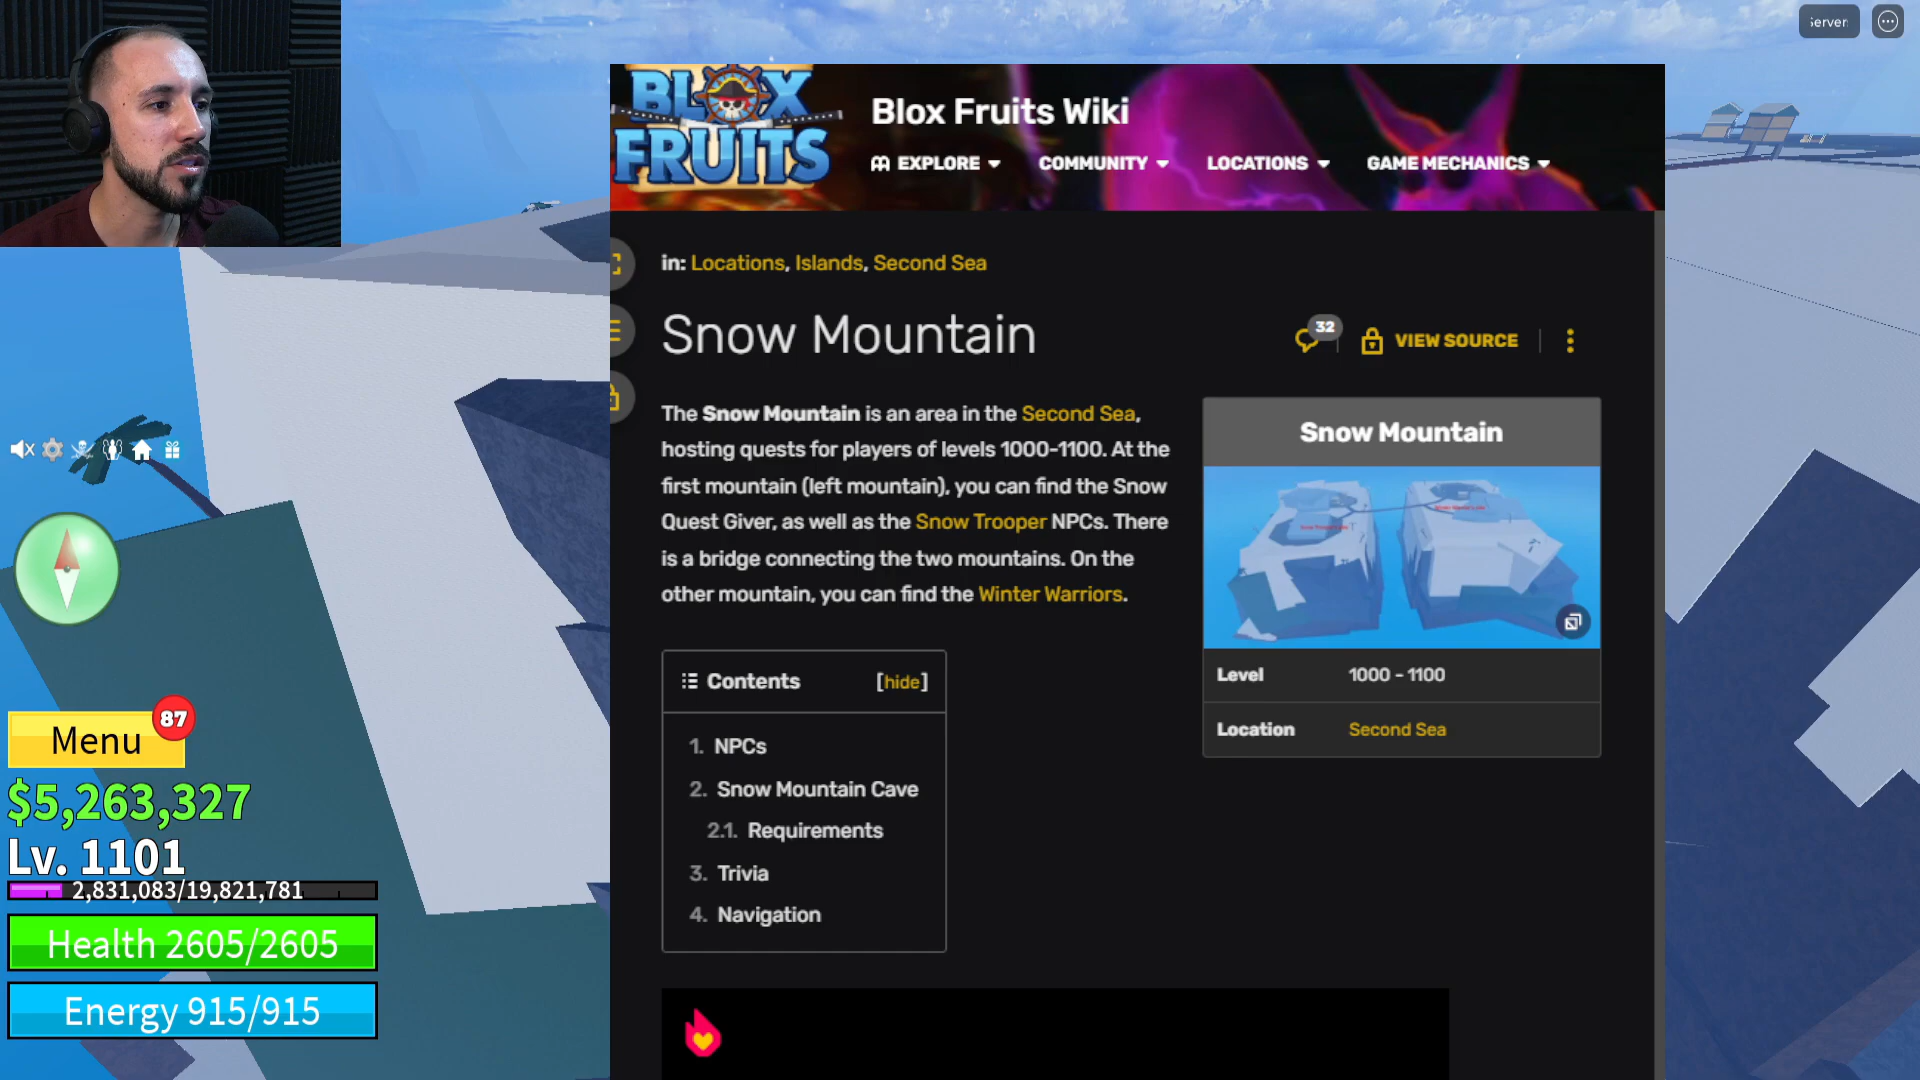 Server
BLOX
FRUITS
Blox Fruits Wiki
EXPLORE
COMMUNITY
LOCATIONS
GAME MECHANICS
in: Locations, Islands, Second Sea
Snow Mountain
32
VIEW SOURCE
The Snow Mountain is an area in the Second Sea,
hosting quests for players of levels 1000-1100. At the
first mountain (left mountain), you can find the Snow
Quest Giver, as well as the Snow Trooper NPCs. There
is a bridge connecting the two mountains. On the
other mountain, you can find the Winter Warriors.
Snow Mountain
Level 1000 - 1100
Location Second Sea
Contents [hide]
1. NPCs
2. Snow Mountain Cave
2.1. Requirements
3. Trivia
4. Navigation
Menu
87
$5,263,327
Lv. 1101
2,831,083/19,821,781
Health 2605/2605
Energy 915/915